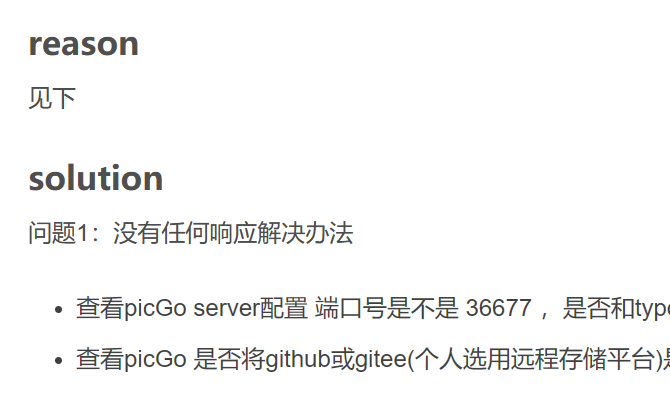 reason
见下
solution
问题1：没有任何响应解决办法
查看picGo server配置 端口号是不是 36677 ，是否和typo
查看picGo 是否将github或gitee(个人选用远程存储平台)